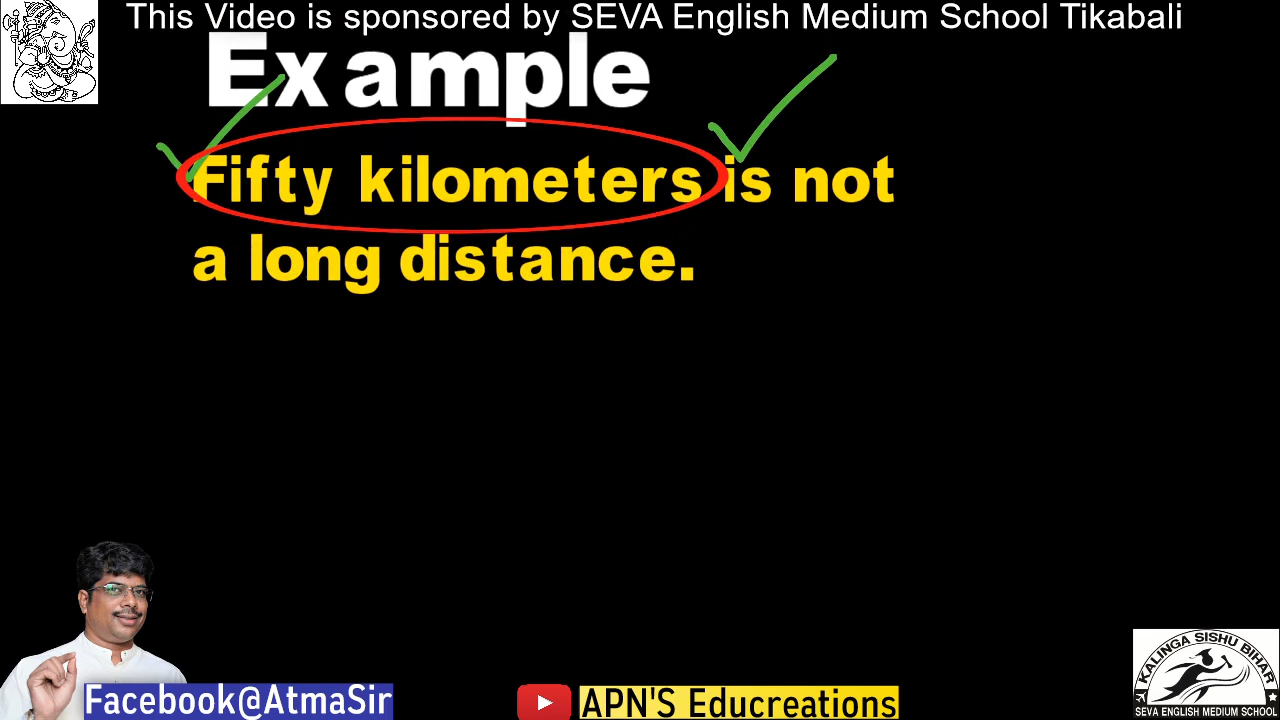 This Video is sponsored by SEVA English Medium School Tikabali
Example
Fifty kilometers is not
a long distance.
Facebook@AtmaSir
APN'S Educreations
KALINGA SISHU BIHAR
SEVA ENGLISH MEDIUM SCHOOL